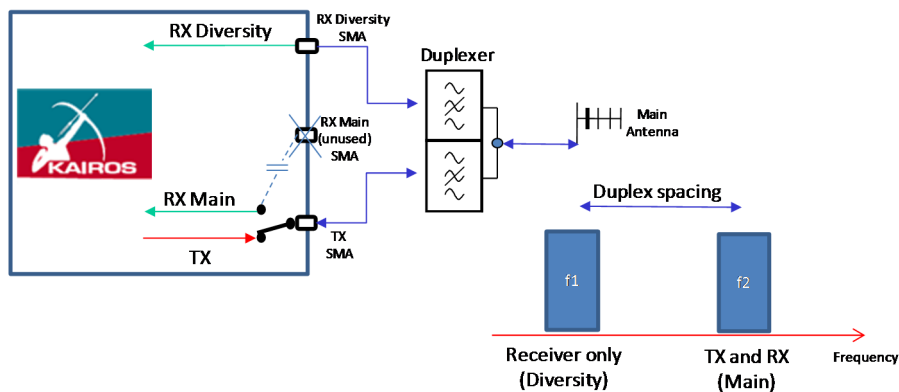 RX Diversity
RX Diversity
SMA
Duplexer
KAIROS
RX Main
(unused)
SMA
Main
Antenna
RX Main
TX
TX
SMA
Duplex spacing
f1
f2
Receiver only
(Diversity)
TX and RX
(Main)
Frequency